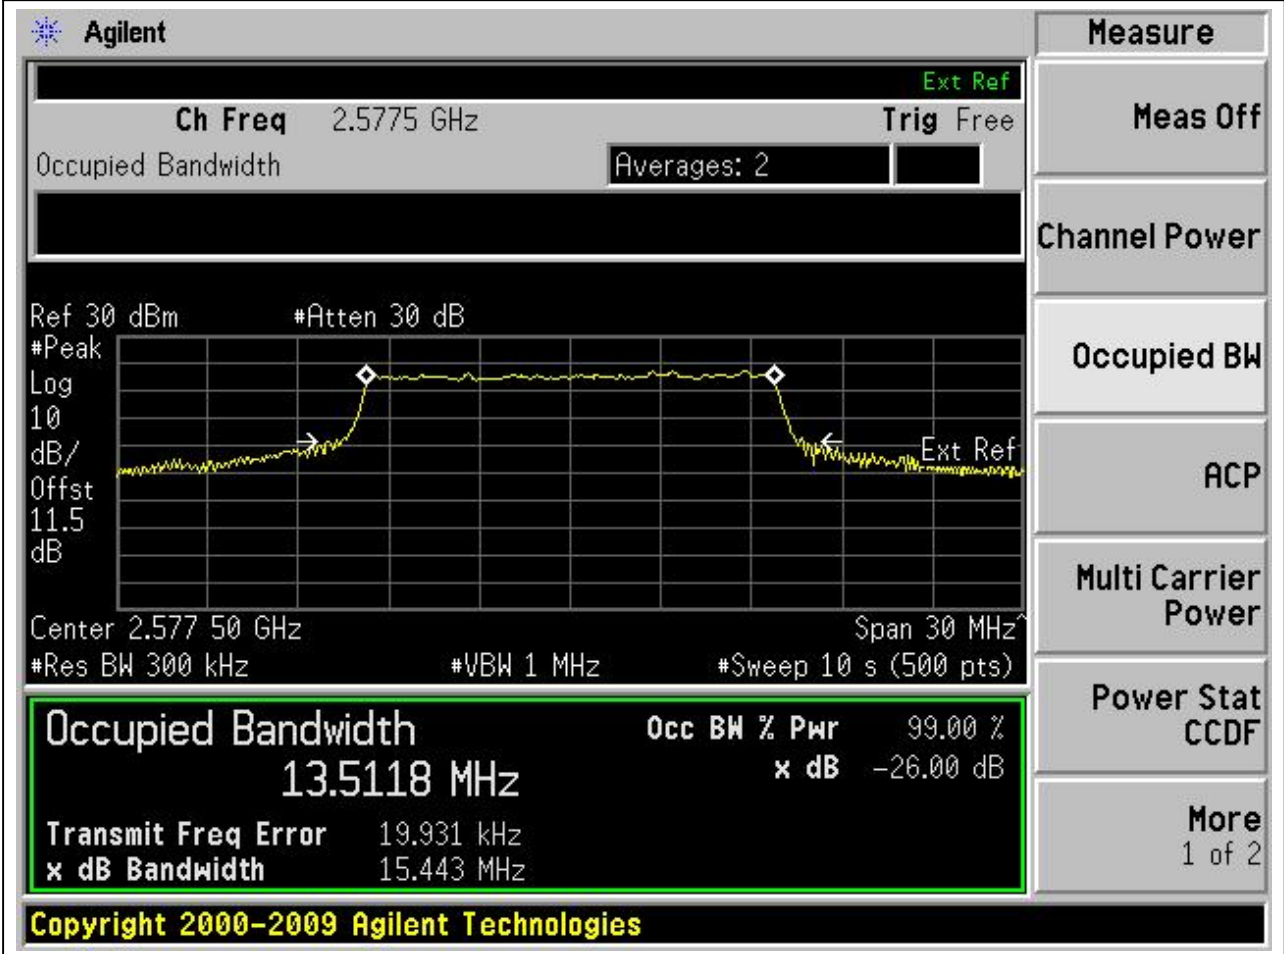 Agilent
Measure
Ext Ref
Ch Freq 2.5775 GHz Trig Free
Meas Off
Occupied Bandwidth Averages: 2
Channel Power
Ref 30 dBm #Atten 30 dB
#Peak
Log
10
dB/
Offst
11.5
dB
Ext Ref
Occupied BW
ACP
Center 2.577 50 GHz Span 30 MHz^
#Res BW 300 kHz #VBW 1 MHz #Sweep 10 s (500 pts)
Multi Carrier
Power
Occupied Bandwidth Occ BW % Pwr 99.00 %
13.5118 MHz x dB -26.00 dB
Transmit Freq Error 19.931 kHz
x dB Bandwidth 15.443 MHz
Power Stat
CCDF
More
1 of 2
Copyright 2000-2009 Agilent Technologies